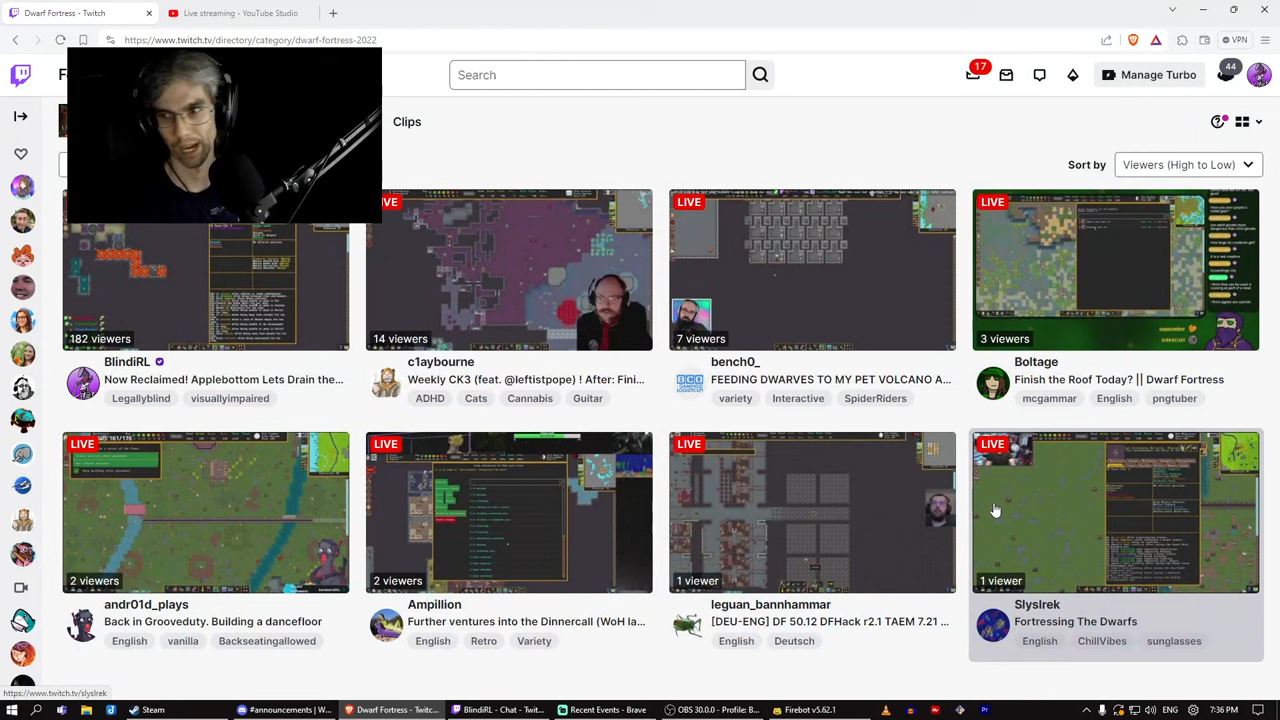 Dwarf Fortress - Twitch
Live streaming - YouTube Studio
https://www.twitch.tv/directory/category/dwarf-fortress-2022
VPN
Search
17
Manage Turbo
44
Clips
Sort by
Viewers (High to Low)
LIVE
LIVE
LIVE
182 viewers
14 viewers
7 viewers
3 viewers
BlindiRL
Now Reclaimed! Applebottom Lets Drain the...
Legallyblind
visuallyimpaired
c1aybourne
Weekly CK3 (feat. @leftistpope) ! After: Fini...
ADHD
Cats
Cannabis
Guitar
bench0_
FEEDING DWARVES TO MY PET VOLCANO A...
variety
Interactive
SpiderRiders
Boltage
Finish the Roof Today? || Dwarf Fortress
mcgammar
English
pngtuber
LIVE
LIVE
LIVE
LIVE
2 viewers
2 viewers
1 viewer
1 viewer
andr01d_plays
Back in Grooveduty. Building a dancefloor
English
vanilla
Backseatingallowed
Ampillion
Further ventures into the Dinnercall (WoH la...
English
Retro
Variety
leguan_bannhammar
[DEU-ENG] DF 50.12 DFHack r2.1 TAEM 7.21 ...
English
Deutsch
Slyslrek
Fortressing The Dwarfs
English
ChillVibes
sunglasses
https://www.twitch.tv/slyslrek
Steam
#announcements | W...
Dwarf Fortress - Twitc...
BlindiRL - Chat - Twit...
Recent Events - Brave
OBS 30.0.0 - Profile: B...
Firebot v5.62.1
ENG
7:36 PM